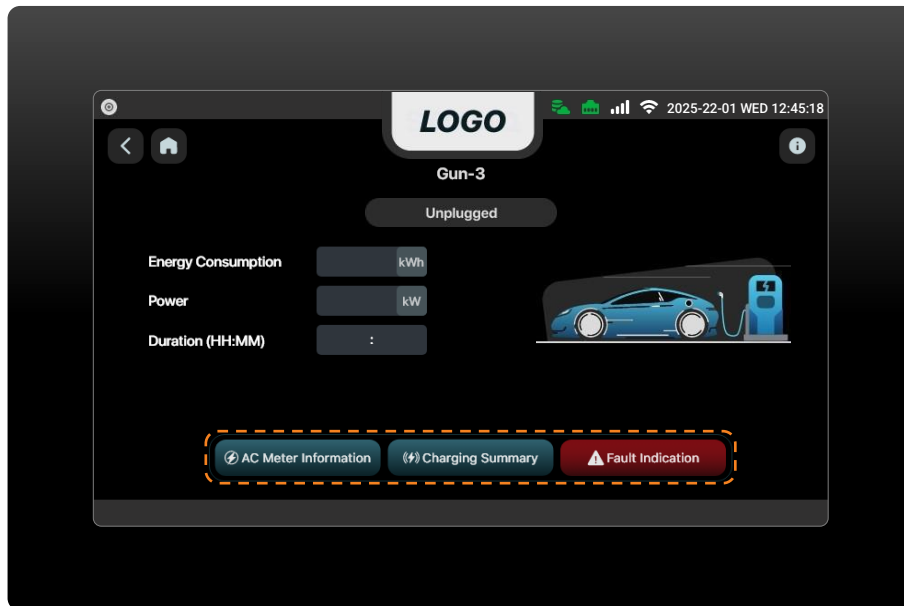 LOGO
2025-22-01 WED 12:45:18
Gun-3
Unplugged
Energy Consumption kWh
Power kW
Duration (HH:MM) :
AC Meter Information Charging Summary Fault Indication